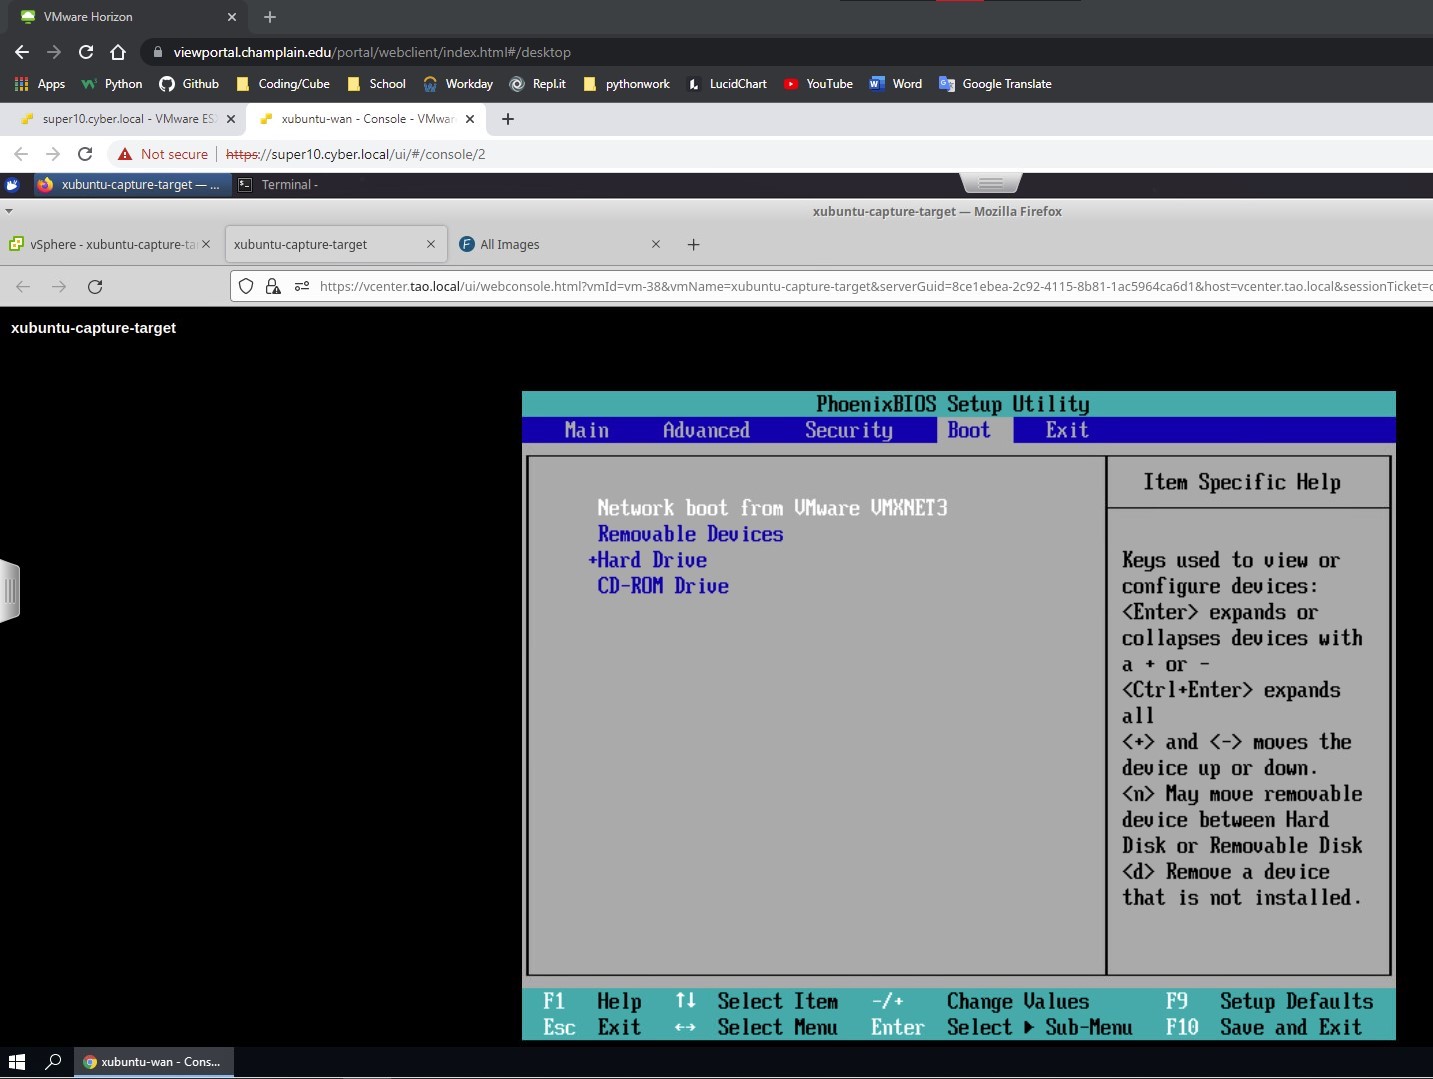 VMware Horizon
viewportal.champlain.edu/portal/webclient/index.html#/desktop
Apps Python Github Coding/Cube School Workday Repl.it pythonwork LucidChart YouTube Word Google Translate
super10.cyber.local - VMware ES xubuntu-wan - Console - VMwar
Not secure https://super10.cyber.local/ui/#/console/2
xubuntu-capture-target — ... Terminal -
xubuntu-capture-target — Mozilla Firefox
vSphere - xubuntu-capture-ta xubuntu-capture-target All Images
https://vcenter.tao.local/ui/webconsole.html?vmId=vm-38&vmName=xubuntu-capture-target&serverGuid=8ce1ebea-2c92-4115-8b81-1ac5964ca6d1&host=vcenter.tao.local&sessionTicket=c
xubuntu-capture-target
PhoenixBIOS Setup Utility
Main Advanced Security Boot Exit
Network boot from VMware VMXNET3
Removable Devices
+Hard Drive
CD-ROM Drive
Item Specific Help
Keys used to view or
configure devices:
<Enter> expands or
collapses devices with
a + or -
<Ctrl+Enter> expands
all
<+> and <-> moves the
device up or down.
<n> May move removable
device between Hard
Disk or Removable Disk
<d> Remove a device
that is not installed.
F1 Help ↑↓ Select Item -/+ Change Values F9 Setup Defaults
Esc Exit ↔ Select Menu Enter Select ▶ Sub-Menu F10 Save and Exit
xubuntu-wan - Cons...